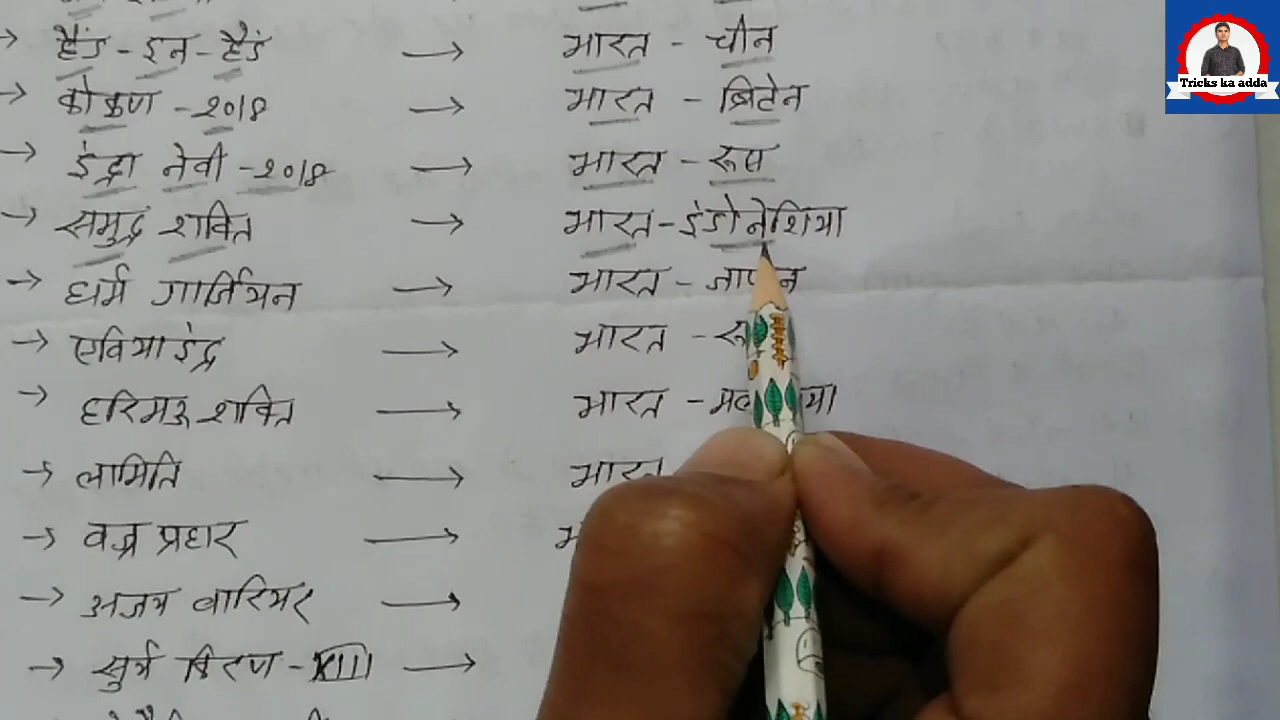 → हैंड - इन - हैंड → भारत - चीन
→ कोंकण - 2018 → भारत - ब्रिटेन
→ इंद्रा नेवी - 2018 → भारत - रूस
→ समुद्र शक्ति → भारत - इंडोनेशिया
→ धर्म गार्जियन → भारत -
→ एविया इंद्र → भारत -
→ हरिमऊ शक्ति → भारत -
→ लामिति →
→ वज्र प्रहार →
→ अजय वारियर →
→ सुर्य किरण - XIII →
Tricks ka adda